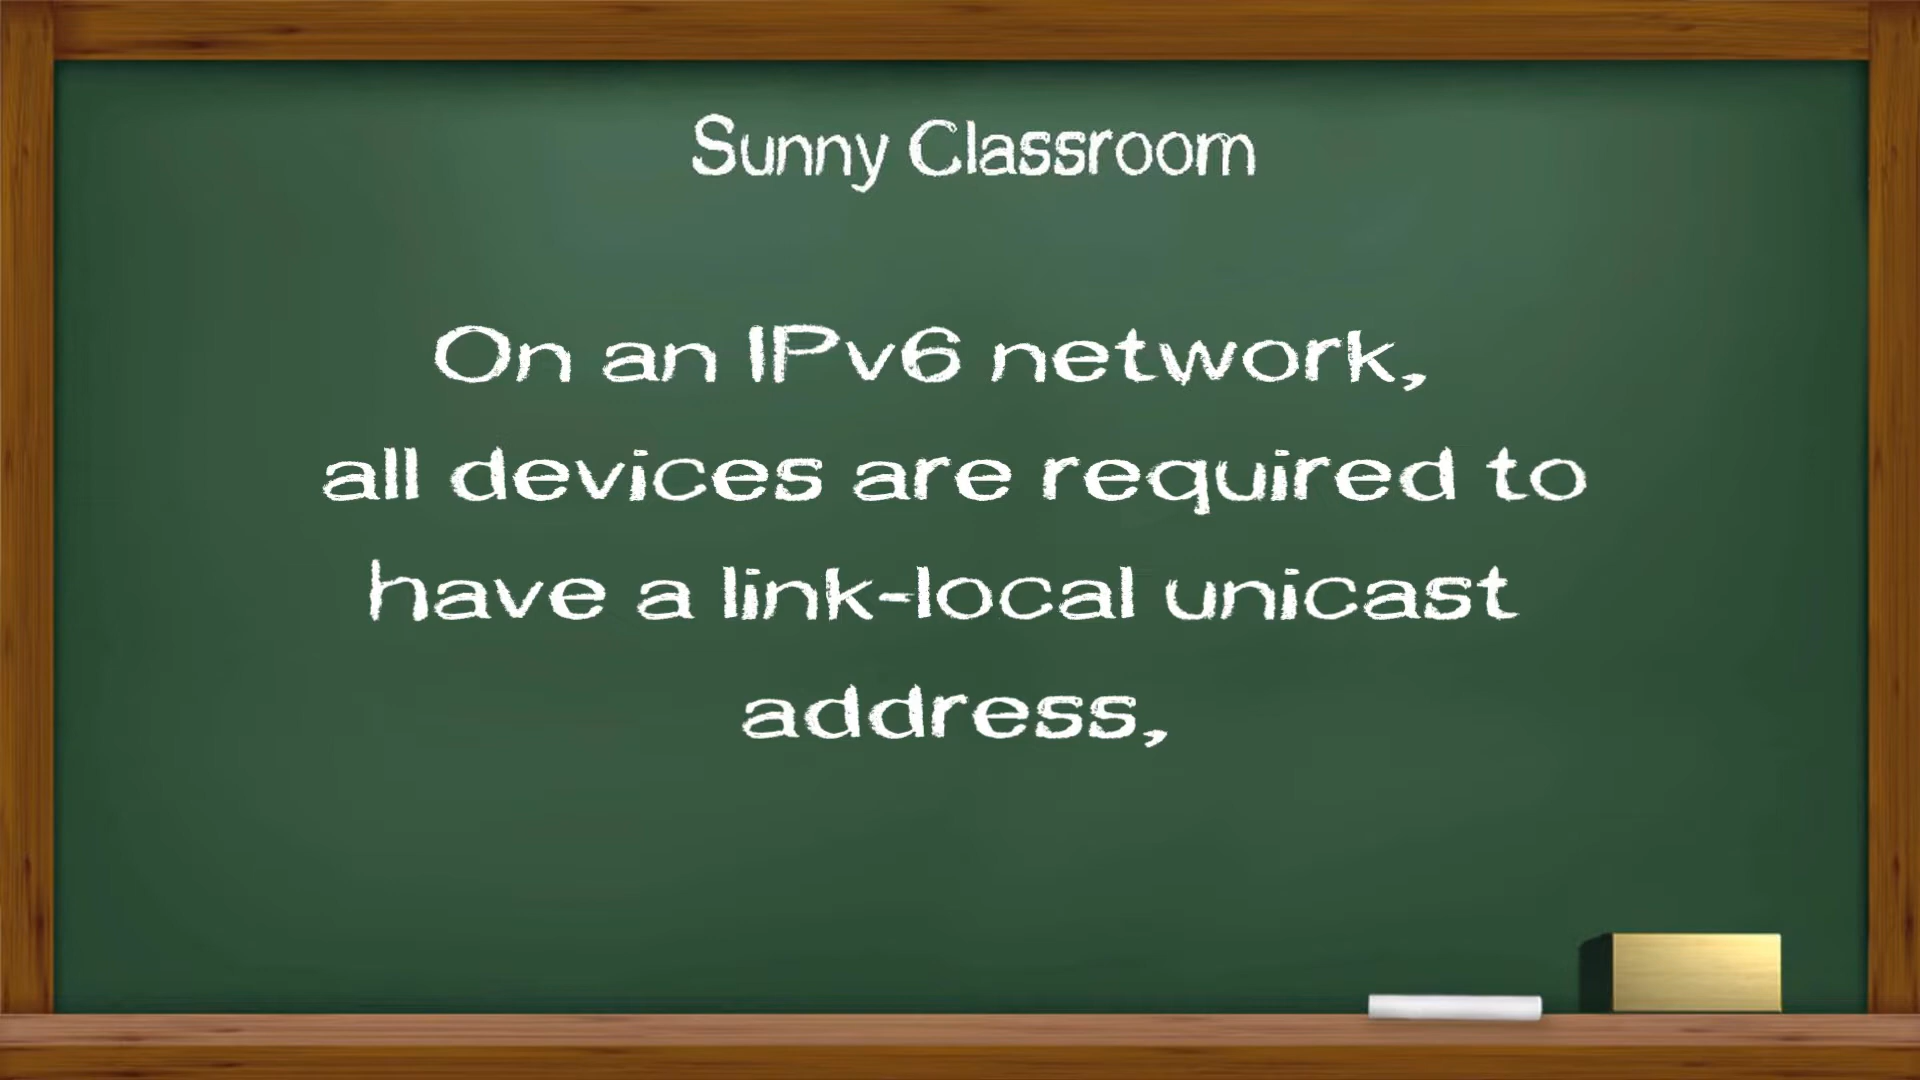 Sunny Classroom
On an IPv6 network,
all devices are required to
have a link-local unicast
address,